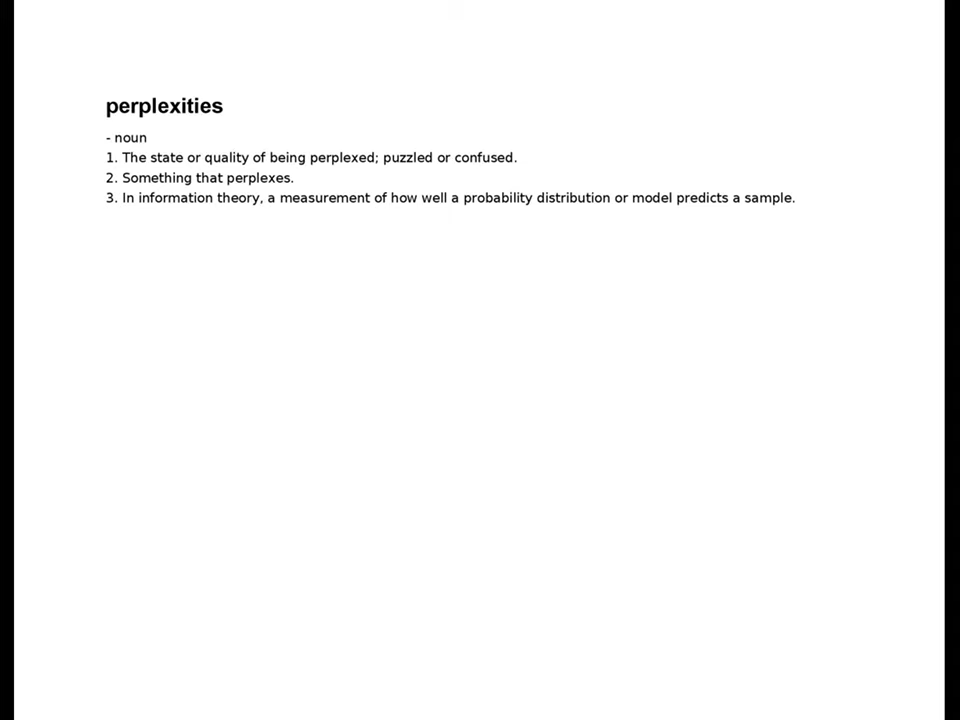 perplexities
- noun
1. The state or quality of being perplexed; puzzled or confused.
2. Something that perplexes.
3. In information theory, a measurement of how well a probability distribution or model predicts a sample.